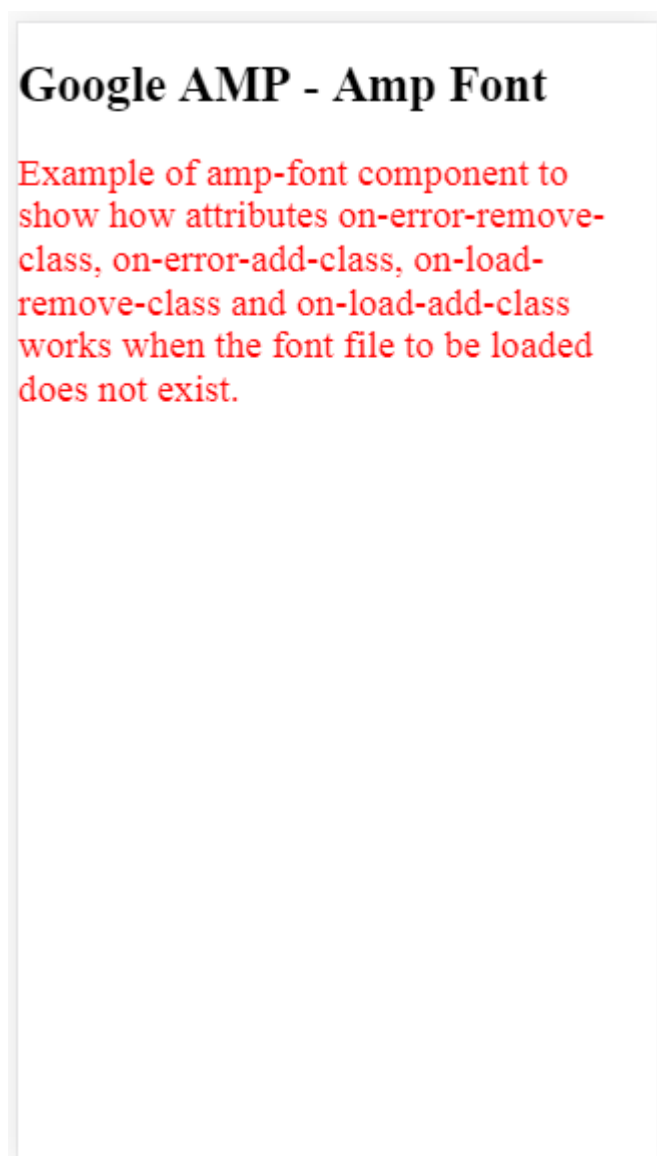 Google AMP - Amp Font
Example of amp-font component to
show how attributes on-error-remove-
class, on-error-add-class, on-load-
remove-class and on-load-add-class
works when the font file to be loaded
does not exist.